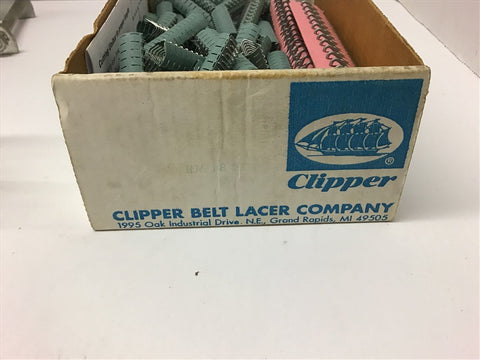 ®
Clipper
CLIPPER BELT LACER COMPANY
1995 Oak Industrial Drive. N.E., Grand Rapids, MI 49505